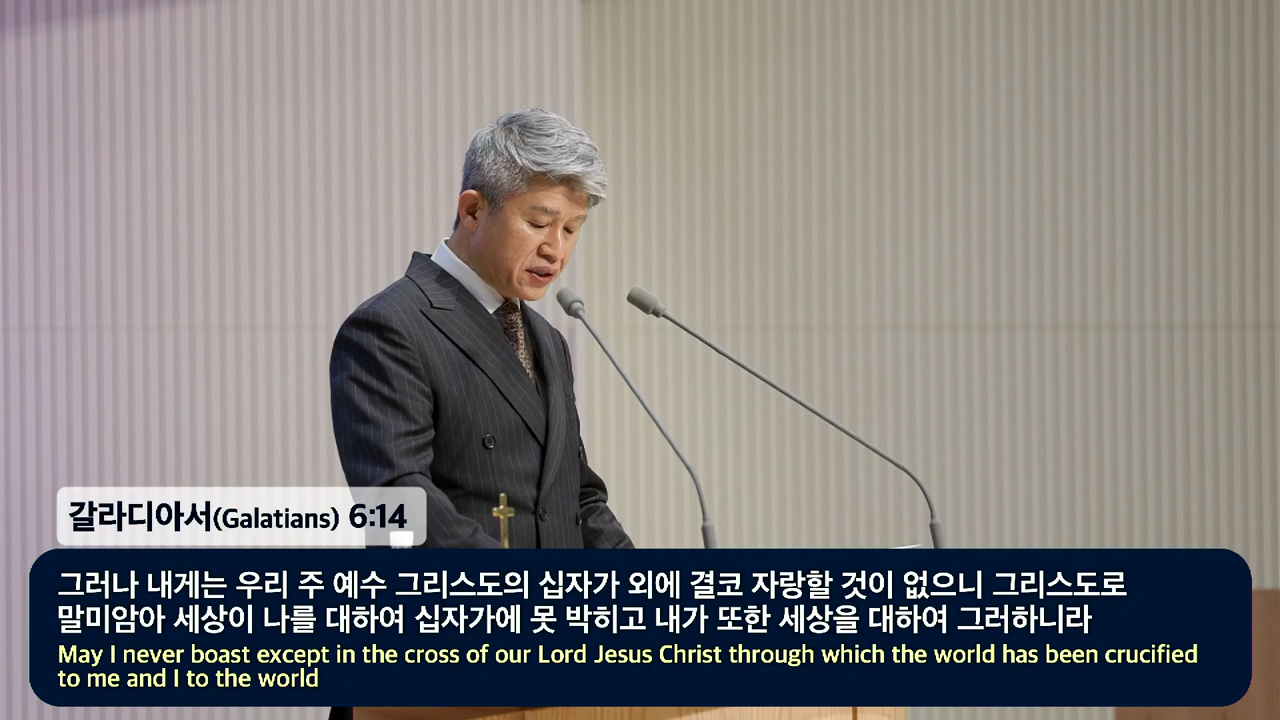 갈라디아서(Galatians) 6:14
그러나 내게는 우리 주 예수 그리스도의 십자가 외에 결코 자랑할 것이 없으니 그리스도로
말미암아 세상이 나를 대하여 십자가에 못 박히고 내가 또한 세상을 대하여 그러하니라
May I never boast except in the cross of our Lord Jesus Christ through which the world has been crucified
to me and I to the world